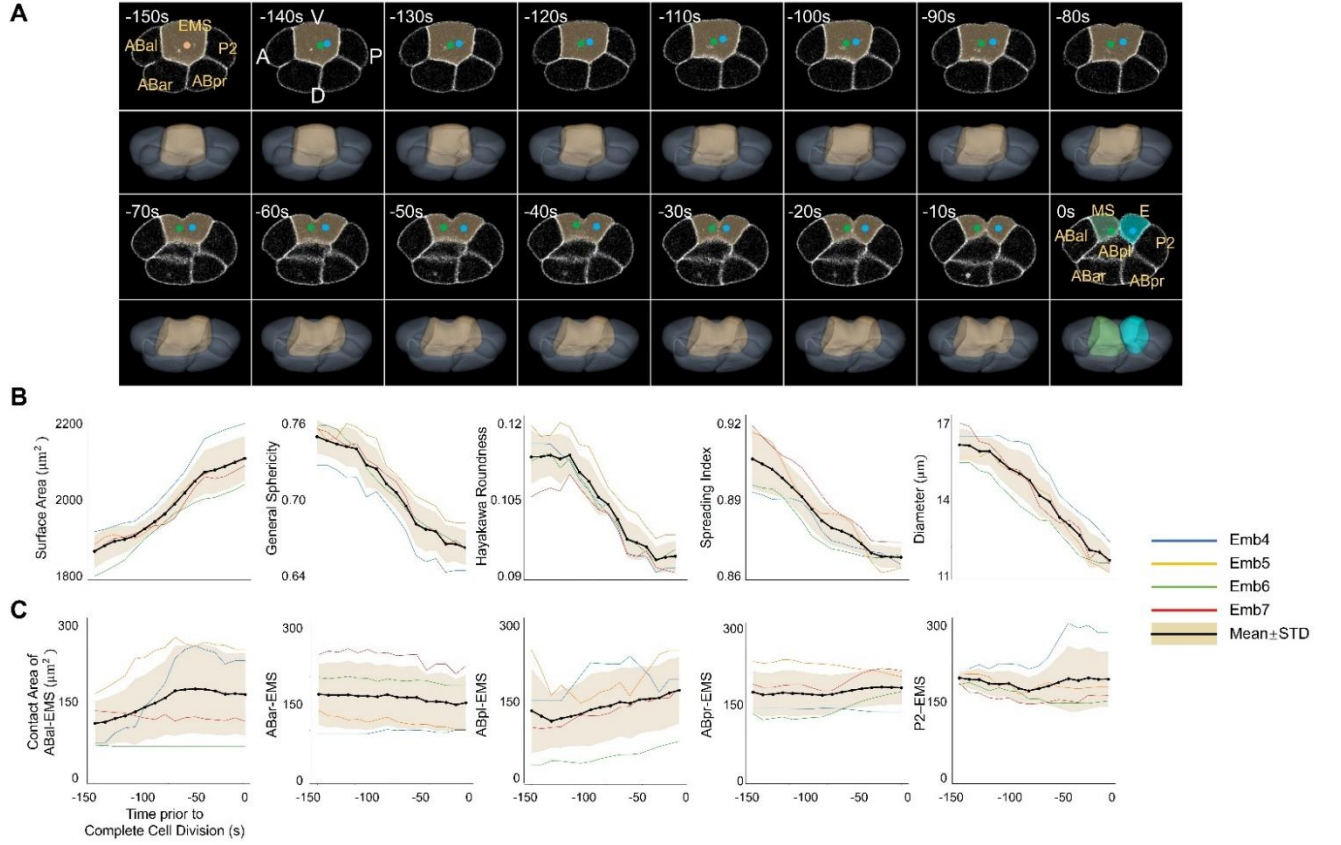 A
-150s
EMS
ABal
P2
ABar
ABpr
-140s
V
A
P
D
-130s
-120s
-110s
-100s
-90s
-80s
-70s
-60s
-50s
-40s
-30s
-20s
-10s
0s
MS
E
ABal
P2
ABpl
ABar
ABpr
B
Surface Area (μm²)
2200
2000
1800
General Sphericity
0.76
0.70
0.64
Hayakawa Roundness
0.12
0.105
0.09
Spreading Index
0.92
0.89
0.86
Diameter (μm)
17
14
11
Emb4
Emb5
Emb6
Emb7
Mean±STD
C
Contact Area of
ABal-EMS (μm²)
300
150
0
ABar-EMS
300
150
0
ABpl-EMS
300
150
0
ABpr-EMS
300
150
0
P2-EMS
300
150
0
-150 -100 -50 0
-150 -100 -50 0
-150 -100 -50 0
-150 -100 -50 0
-150 -100 -50 0
Time prior to
Complete Cell Division (s)